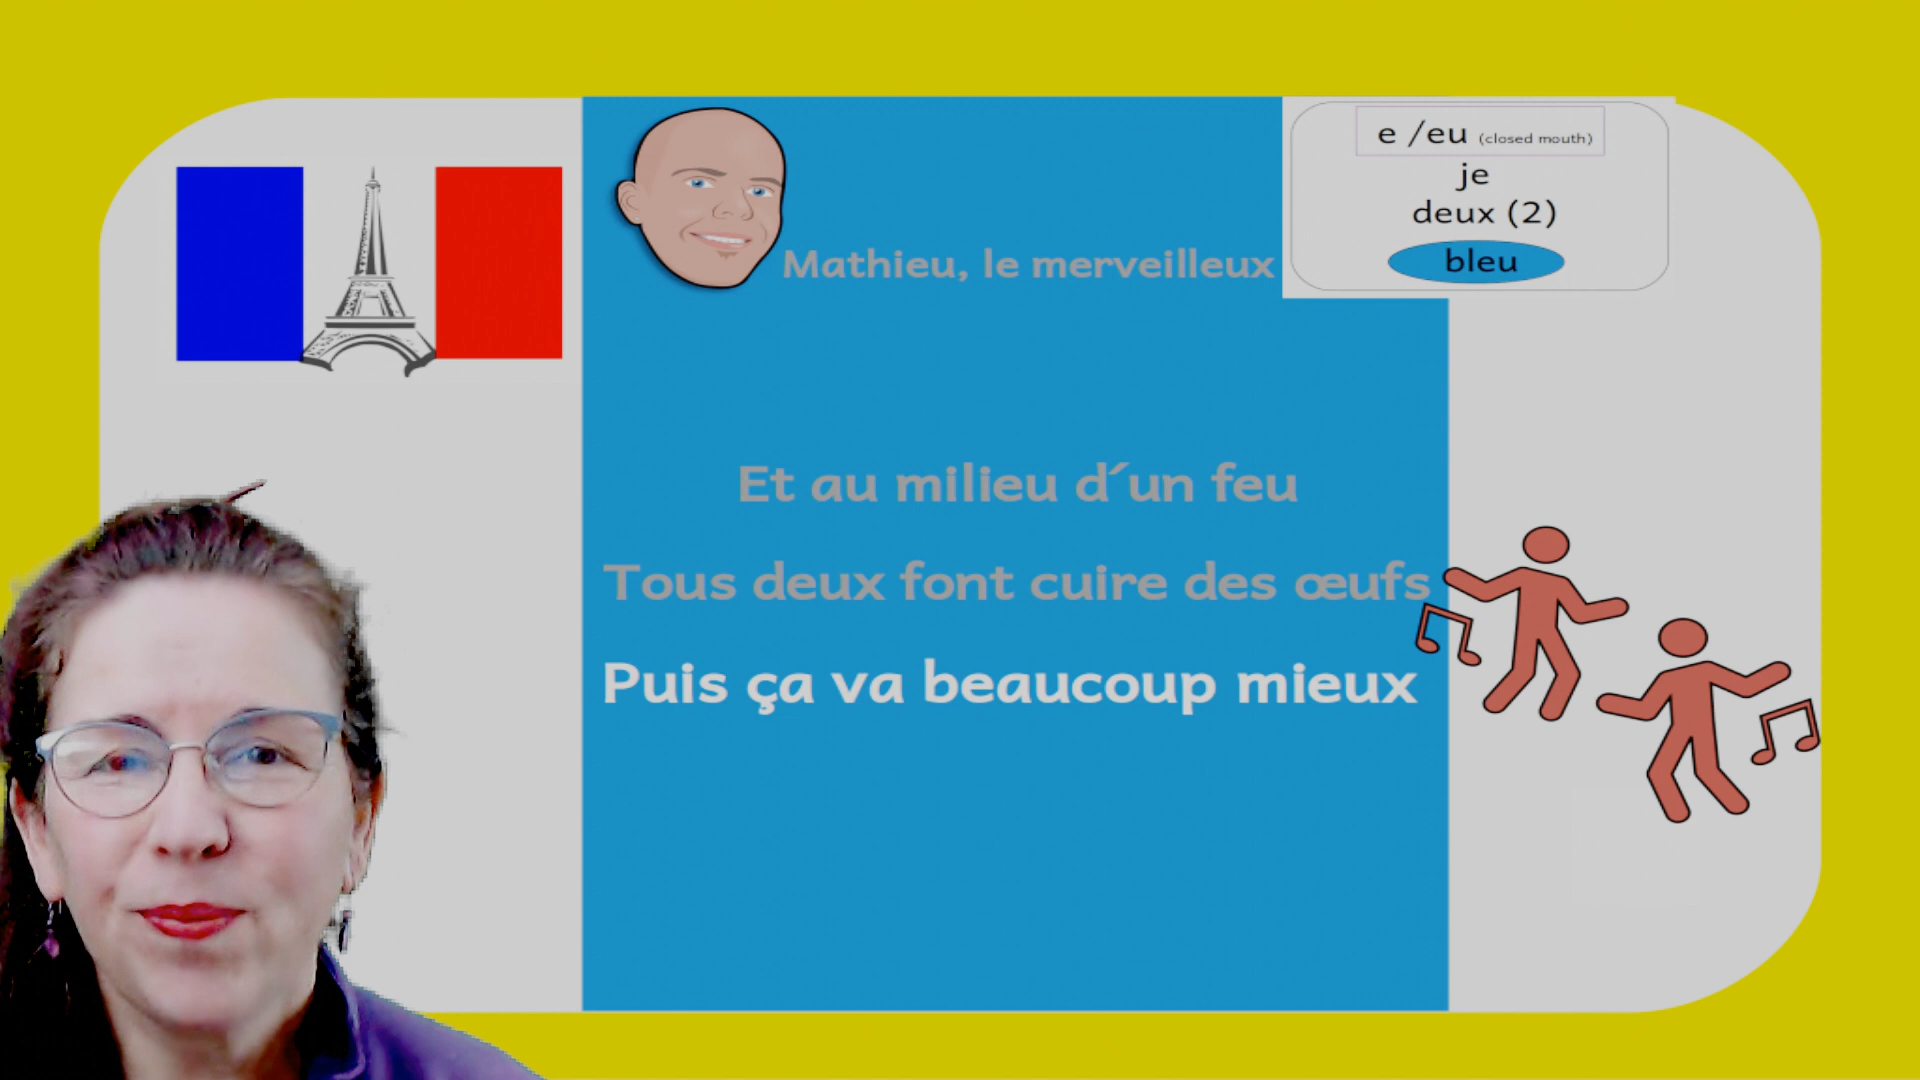 Mathieu, le merveilleux
e /eu (closed mouth)
je
deux (2)
bleu
Et au milieu d´un feu
Tous deux font cuire des œufs
Puis ça va beaucoup mieux